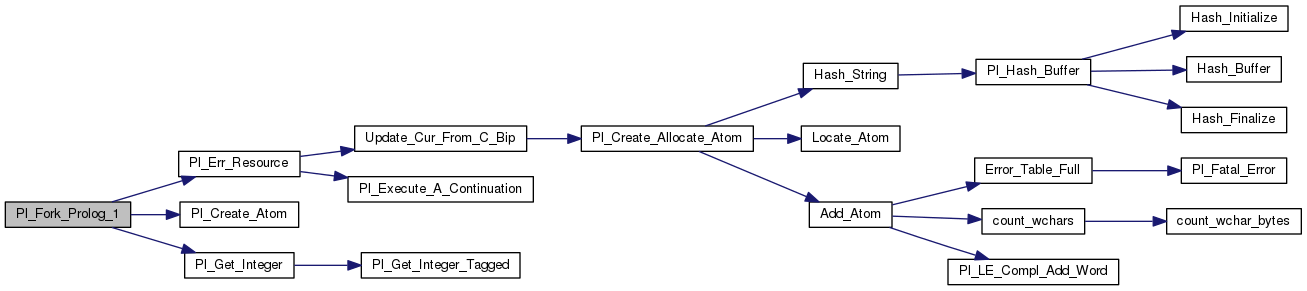 Pl_Fork_Prolog_1
Pl_Err_Resource
Pl_Create_Atom
Pl_Get_Integer
Update_Cur_From_C_Bip
Pl_Execute_A_Continuation
Pl_Get_Integer_Tagged
Pl_Create_Allocate_Atom
Hash_String
Locate_Atom
Add_Atom
Pl_Hash_Buffer
Error_Table_Full
count_wchars
Pl_LE_Compl_Add_Word
Hash_Initialize
Hash_Buffer
Hash_Finalize
Pl_Fatal_Error
count_wchar_bytes